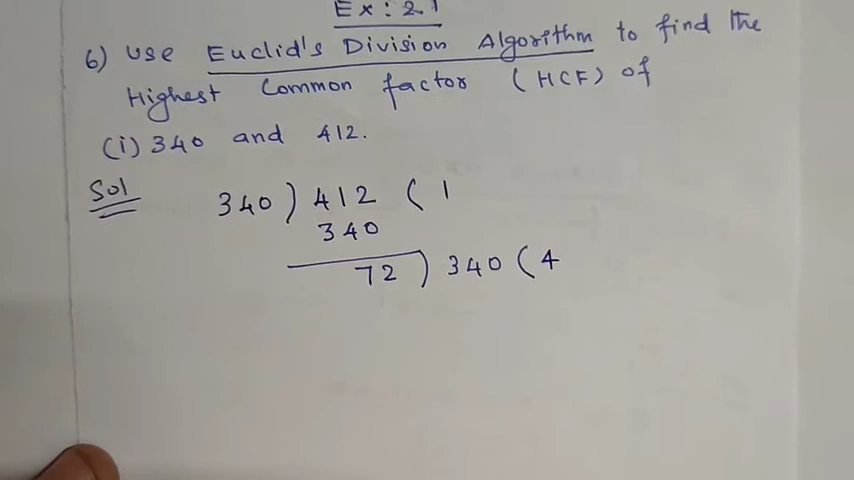 Ex: 2.1
6) Use Euclid's Division Algorithm to find the
Highest Common factor (HCF) of
(i) 340 and 412.
Sol
340 ) 412 ( 1
340
72 ) 340 ( 4